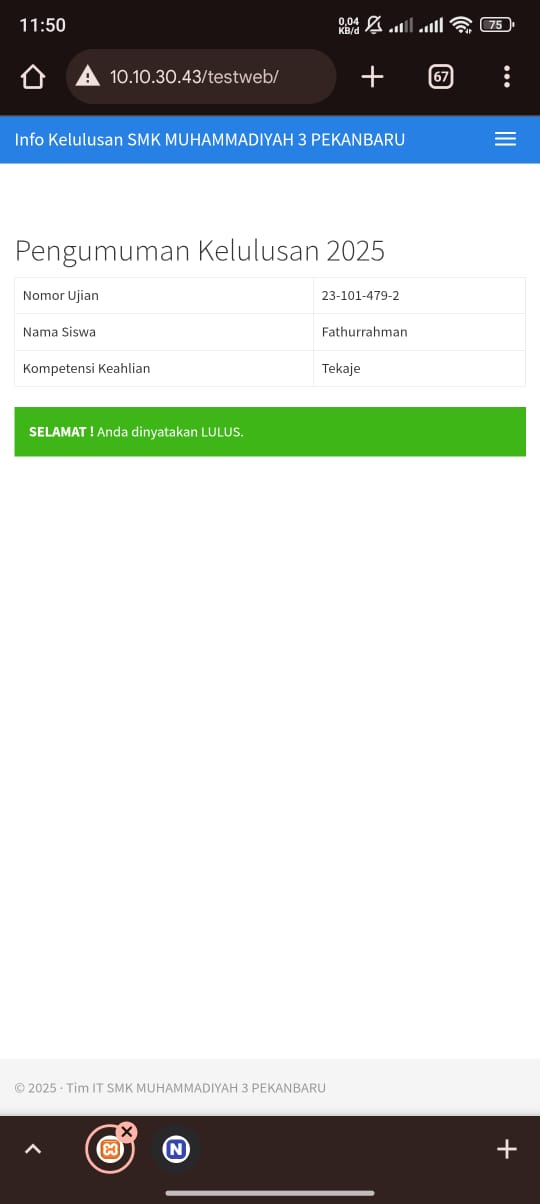 11:50
0,04
KB/d
75
10.10.30.43/testweb/
67
Info Kelulusan SMK MUHAMMADIYAH 3 PEKANBARU
Pengumuman Kelulusan 2025
Nomor Ujian 23-101-479-2
Nama Siswa Fathurrahman
Kompetensi Keahlian Tekaje
SELAMAT ! Anda dinyatakan LULUS.
© 2025 · Tim IT SMK MUHAMMADIYAH 3 PEKANBARU
N